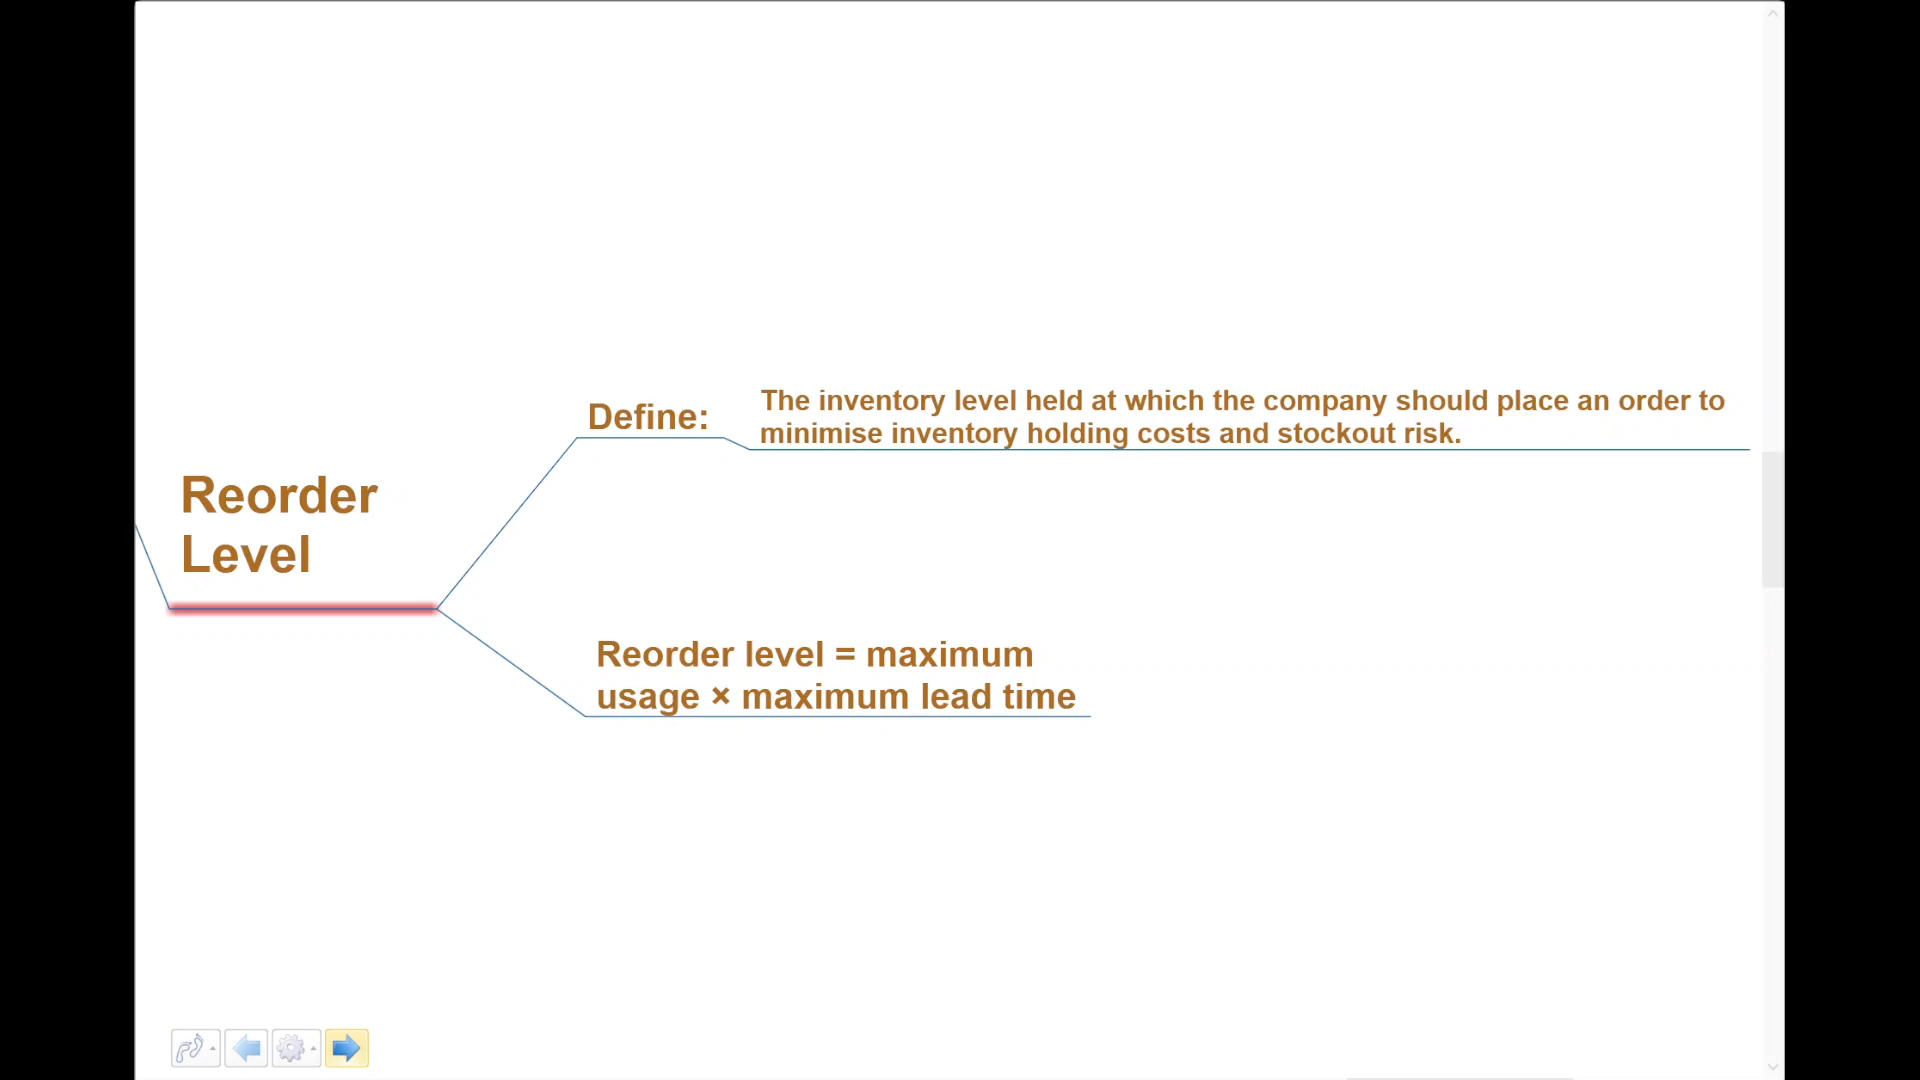 Define:
The inventory level held at which the company should place an order to
minimise inventory holding costs and stockout risk.
Reorder
Level
Reorder level = maximum
usage × maximum lead time